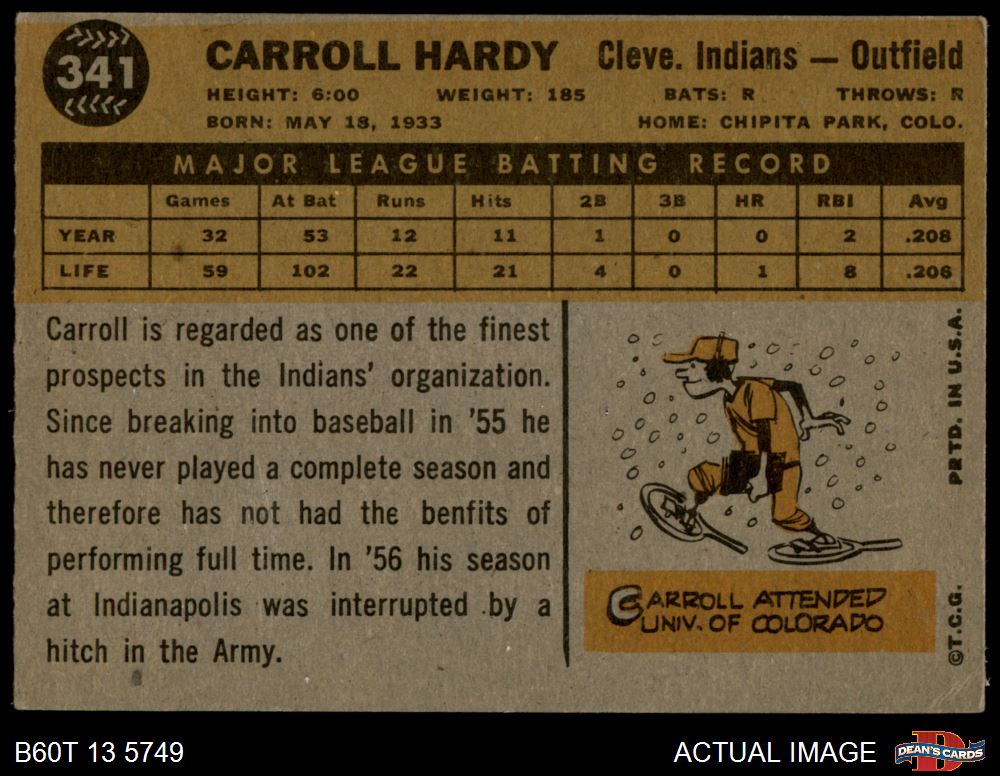 341
CARROLL HARDY Cleve. Indians — Outfield
HEIGHT: 6:00 WEIGHT: 185 BATS: R THROWS: R
BORN: MAY 18, 1933 HOME: CHIPITA PARK, COLO.
MAJOR LEAGUE BATTING RECORD
Games At Bat Runs Hits 2B 3B HR RBI Avg
YEAR 32 53 12 11 1 0 0 2 .208
LIFE 59 102 22 21 4 0 1 8 .206
Carroll is regarded as one of the finest
prospects in the Indians' organization.
Since breaking into baseball in '55 he
has never played a complete season and
therefore has not had the benfits of
performing full time. In '56 his season
at Indianapolis was interrupted by a
hitch in the Army.
CARROLL ATTENDED
UNIV. OF COLORADO
©T.C.G. PRTD. IN U.S.A.
B60T 13 5749 ACTUAL IMAGE DEAN'S CARDS